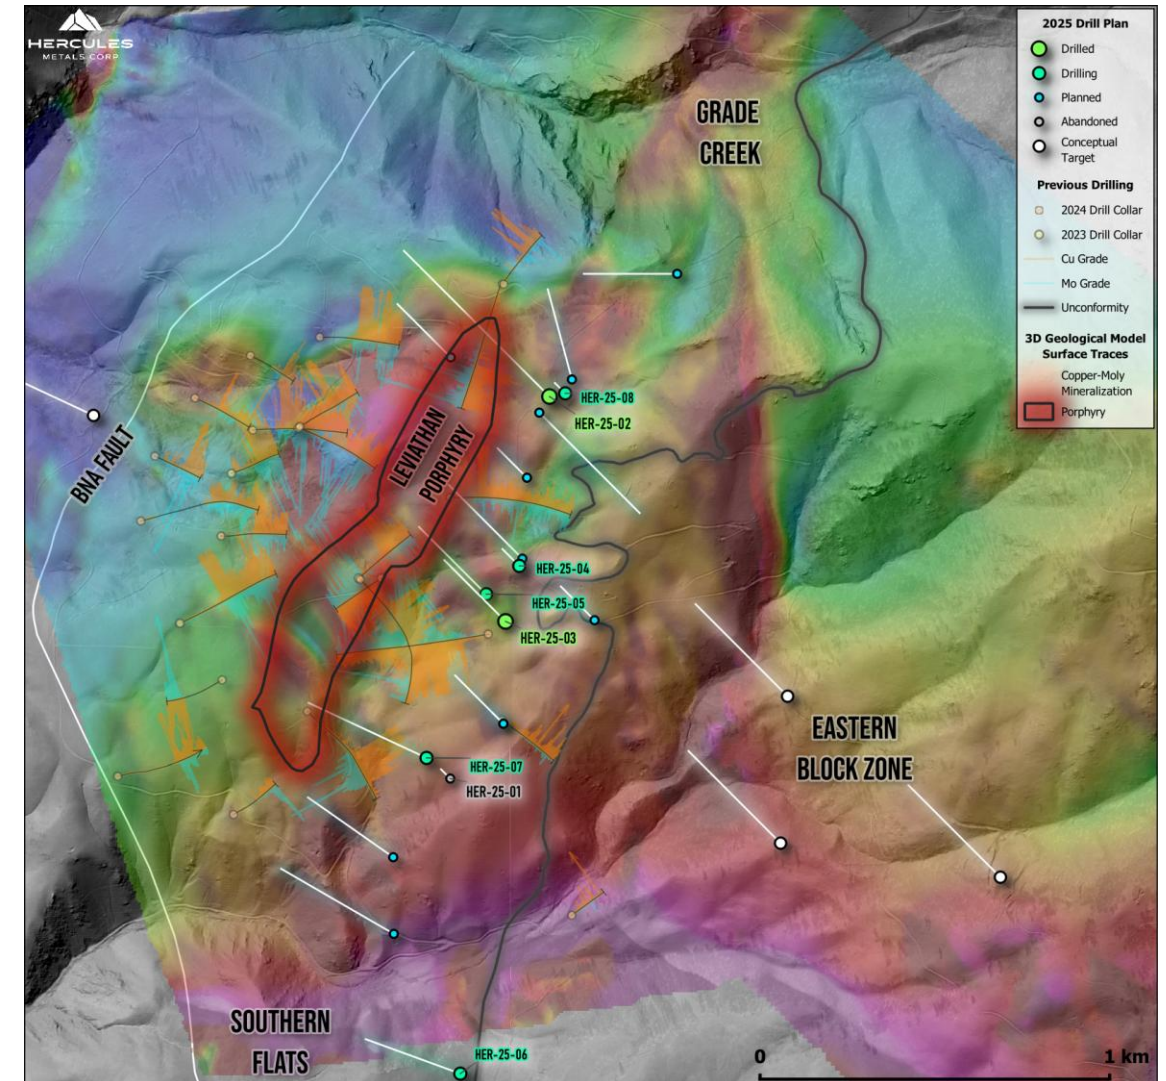 HERCULES
METALS CORP
2025 Drill Plan
Drilled
Drilling
Planned
Abandoned
Conceptual
Target
Previous Drilling
2024 Drill Collar
2023 Drill Collar
Cu Grade
Mo Grade
Unconformity
3D Geological Model
Surface Traces
Copper-Moly
Mineralization
Porphyry
GRADE
CREEK
HER-25-08
HER-25-02
BNA FAULT
LEVIATHAN
PORPHYRY
HER-25-04
HER-25-05
HER-25-03
EASTERN
BLOCK ZONE
HER-25-07
HER-25-01
SOUTHERN
FLATS
HER-25-06
0 1 km